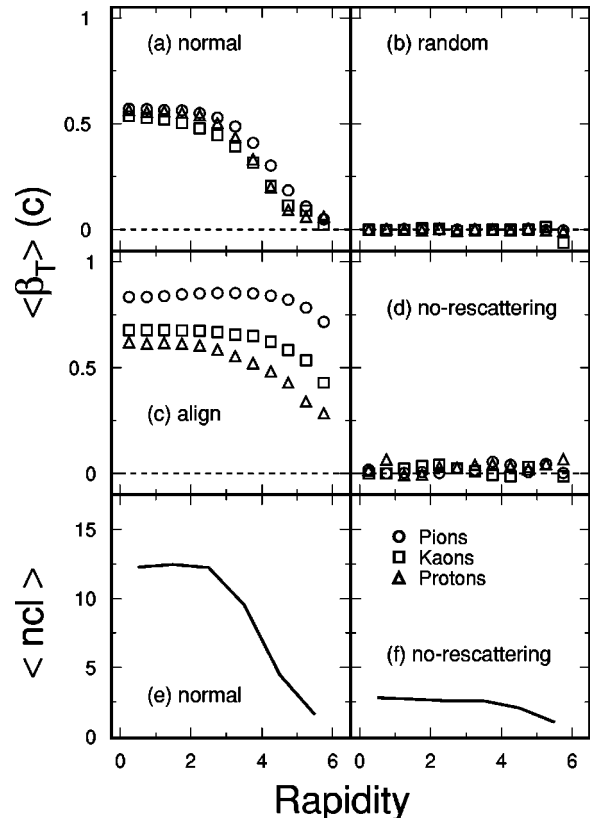 1
(a) normal
(b) random
0.5
0
<β_T> (c)
1
(d) no-rescattering
0.5
(c) align
0
15
Pions
Kaons
10
Protons
< ncl >
5
(f) no-rescattering
(e) normal
0
0 2 4 6 0 2 4 6
Rapidity